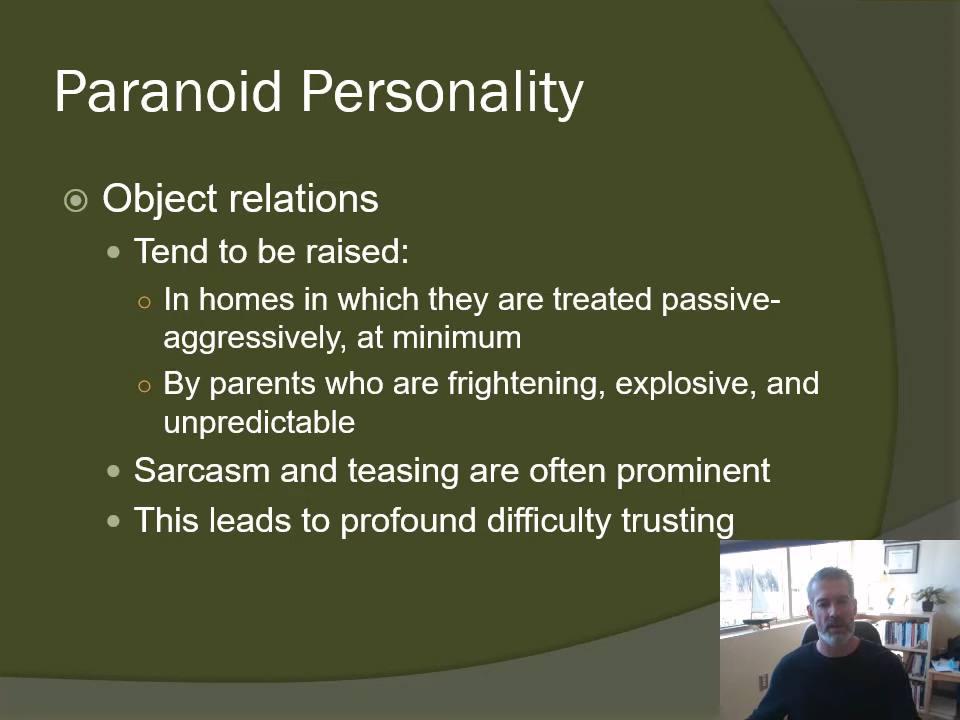 Paranoid Personality
Object relations
Tend to be raised:
In homes in which they are treated passive-
aggressively, at minimum
By parents who are frightening, explosive, and
unpredictable
Sarcasm and teasing are often prominent
This leads to profound difficulty trusting